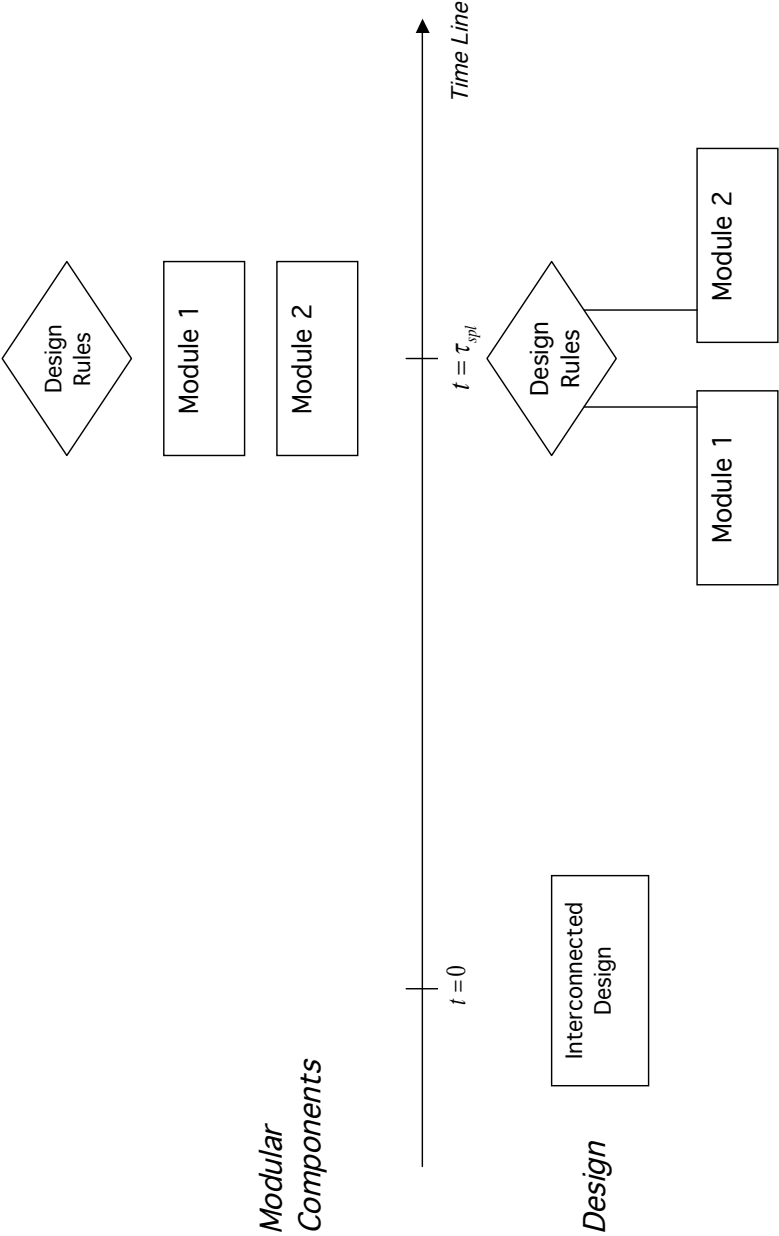 Design
Rules
Module 1
Module 2
Modular
Components
Time Line
t = 0
t = τ_spl
Design
Interconnected
Design
Design
Rules
Module 1
Module 2